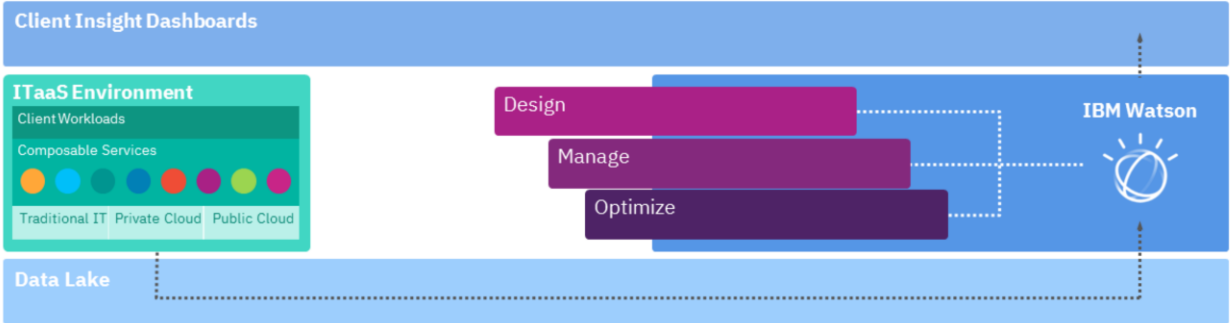 Client Insight Dashboards
ITaaS Environment
Client Workloads
Composable Services
Traditional IT Private Cloud Public Cloud
Design
Manage
Optimize
IBM Watson
Data Lake